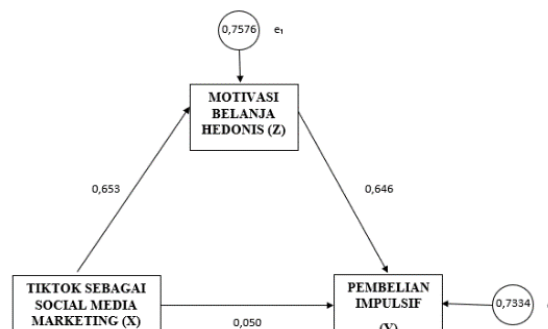 0,7576 e₁
MOTIVASI
BELANJA
HEDONIS (Z)
0,653
0,646
TIKTOK SEBAGAI
SOCIAL MEDIA
MARKETING (X)
0,050
PEMBELIAN
IMPULSIF
(Y)
0,7334